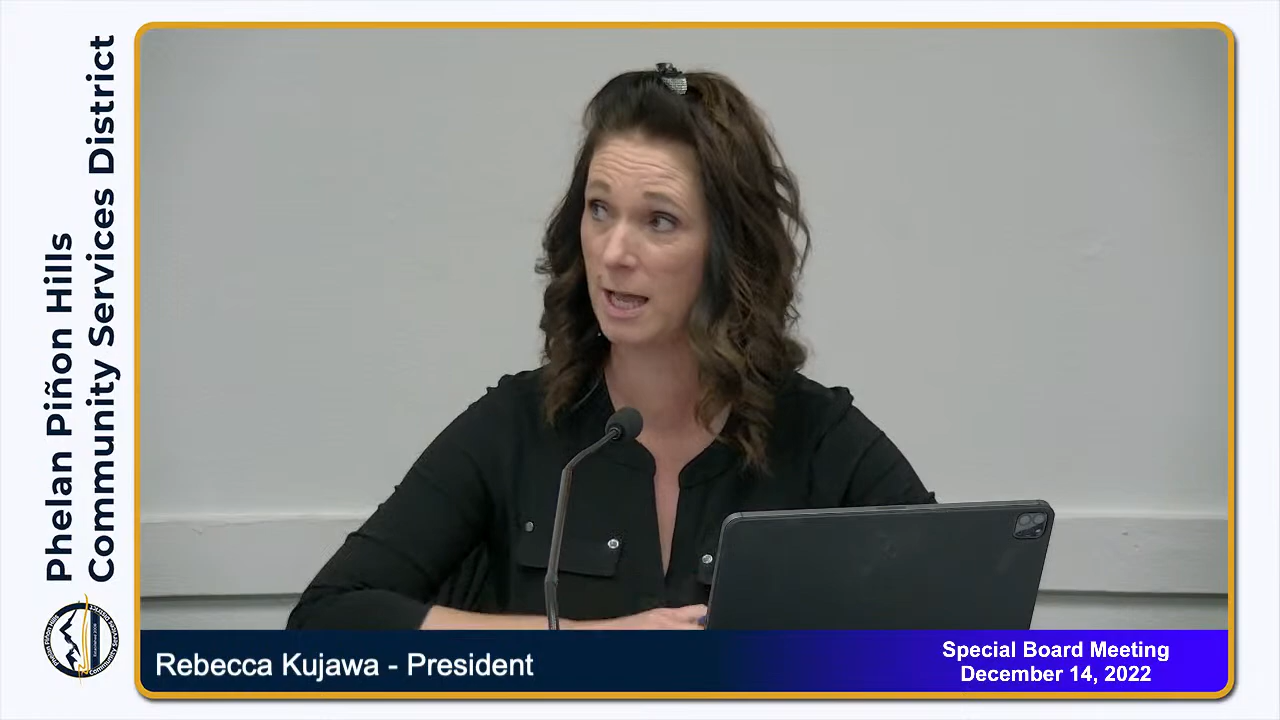 Phelan Piñon Hills
Community Services District
Rebecca Kujawa - President
Special Board Meeting
December 14, 2022